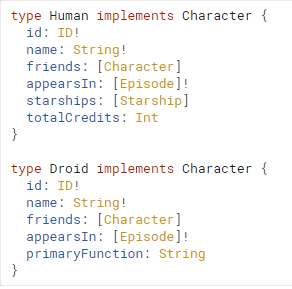 type Human implements Character {
  id: ID!
  name: String!
  friends: [Character]
  appearsIn: [Episode]!
  starships: [Starship]
  totalCredits: Int
}

type Droid implements Character {
  id: ID!
  name: String!
  friends: [Character]
  appearsIn: [Episode]!
  primaryFunction: String
}